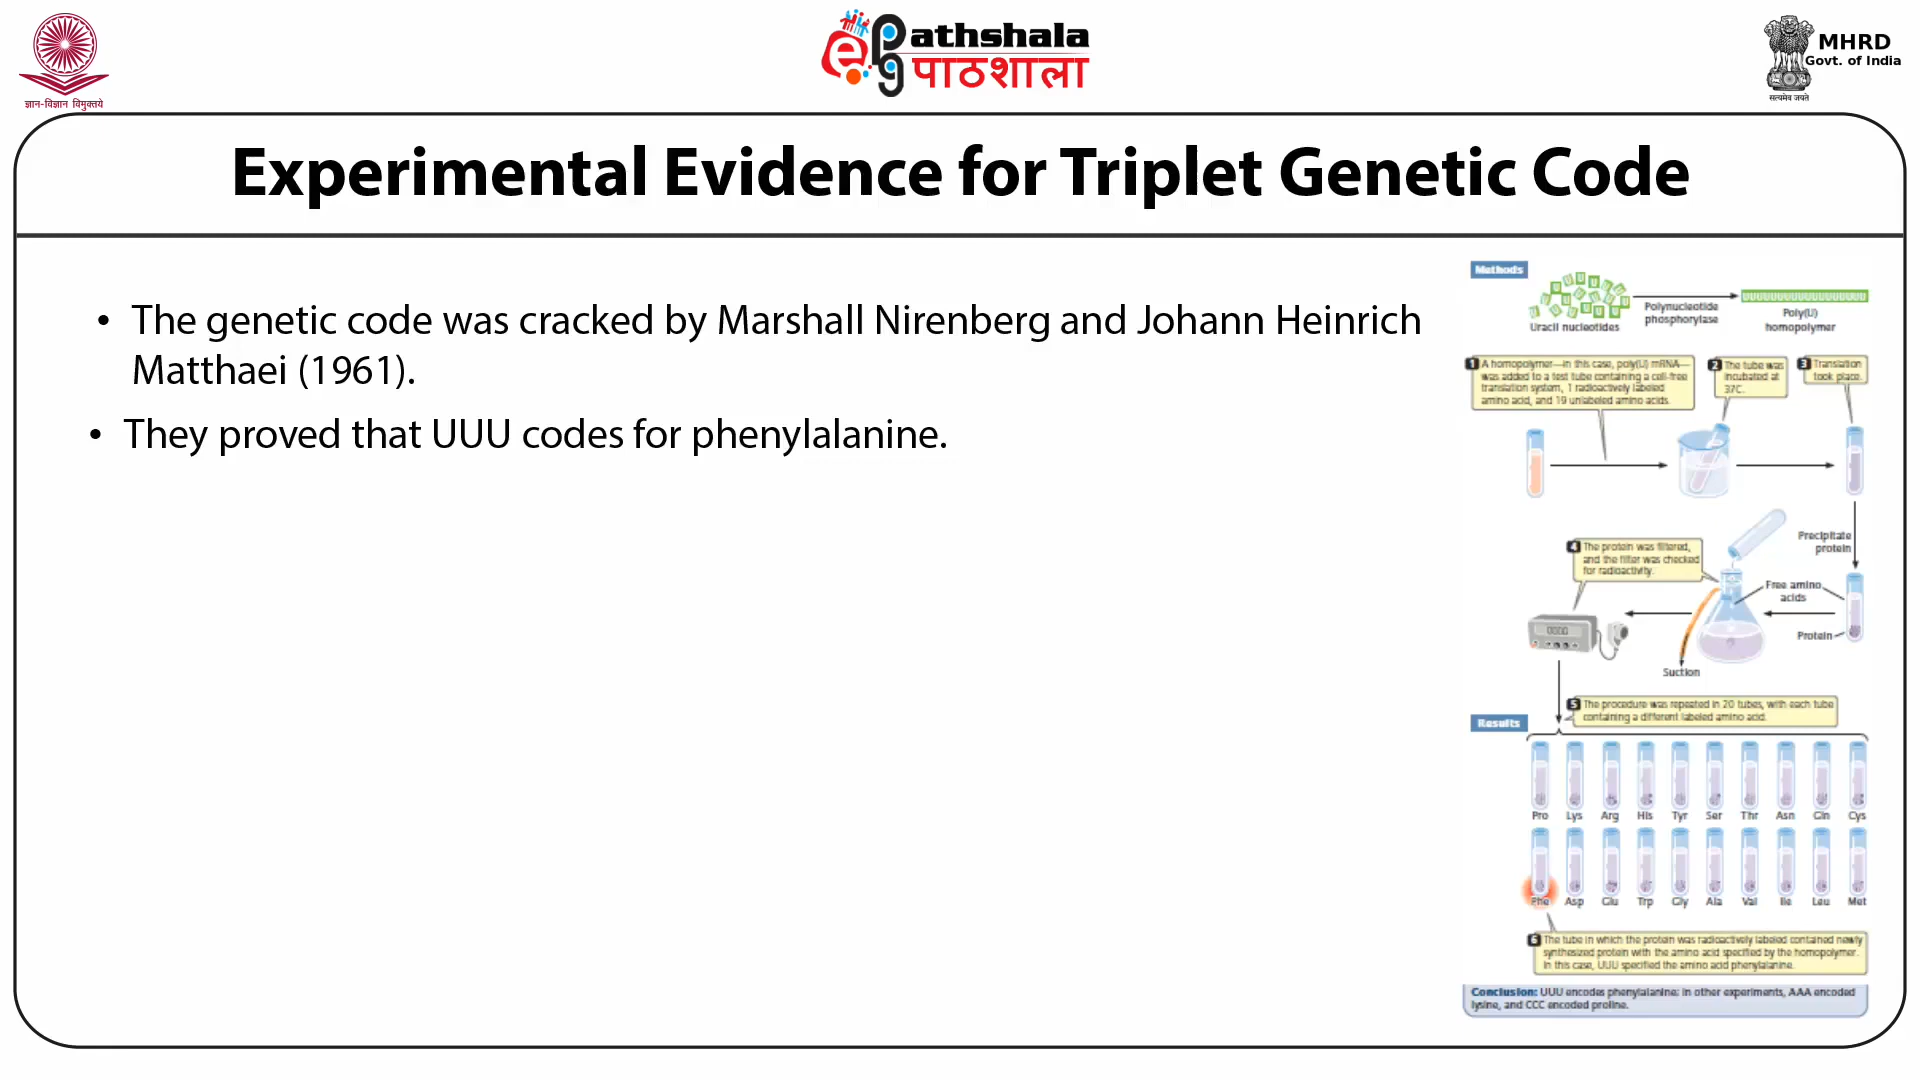 ज्ञान-विज्ञान विमुक्तये
ePathshala
पाठशाला
MHRD
Govt. of India
सत्यमेव जयते
Experimental Evidence for Triplet Genetic Code
• The genetic code was cracked by Marshall Nirenberg and Johann Heinrich
Matthaei (1961).
• They proved that UUU codes for phenylalanine.
Methods
Uracil nucleotides
Polynucleotide
phosphorylase
Poly(U)
homopolymer
1 A homopolymer—in this case, poly(U) mRNA—
was added to a test tube containing a cell-free
translation system, 1 radioactively labeled
amino acid, and 19 unlabeled amino acids.
2 The tube was
incubated at
37C.
3 Translation
took place.
Precipitate
protein
4 The protein was filtered,
and the filter was checked
for radioactivity.
Free amino
acids
Protein
Suction
5 The procedure was repeated in 20 tubes, with each tube
containing a different labeled amino acid.
Results
Pro Lys Arg His Tyr Ser Thr Asn Gln Cys
Phe Asp Glu Trp Gly Ala Val Ile Leu Met
6 The tube in which the protein was radioactively labeled contained newly
synthesized protein with the amino acid specified by the homopolymer.
In this case, UUU specified the amino acid phenylalanine.
Conclusion: UUU encodes phenylalanine; in other experiments, AAA encoded
lysine, and CCC encoded proline.